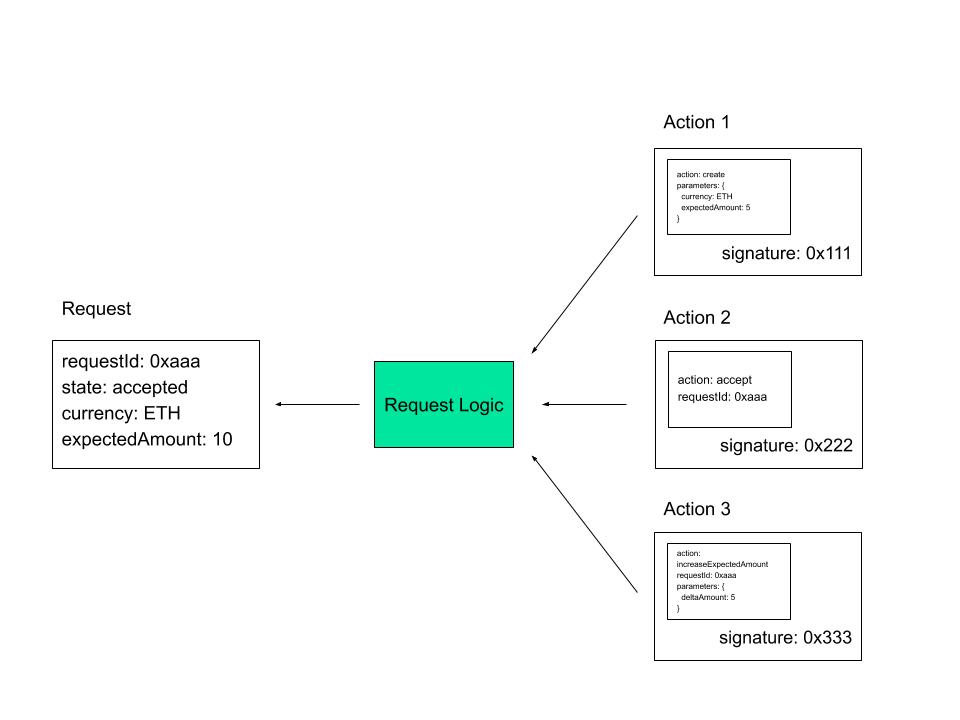 Action 1
action: create
parameters: {
currency: ETH
expectedAmount: 5
}
signature: 0x111
Request
requestId: 0xaaa
state: accepted
currency: ETH
expectedAmount: 10
Request Logic
Action 2
action: accept
requestId: 0xaaa
signature: 0x222
Action 3
action:
increaseExpectedAmount
requestId: 0xaaa
parameters: {
deltaAmount: 5
}
signature: 0x333